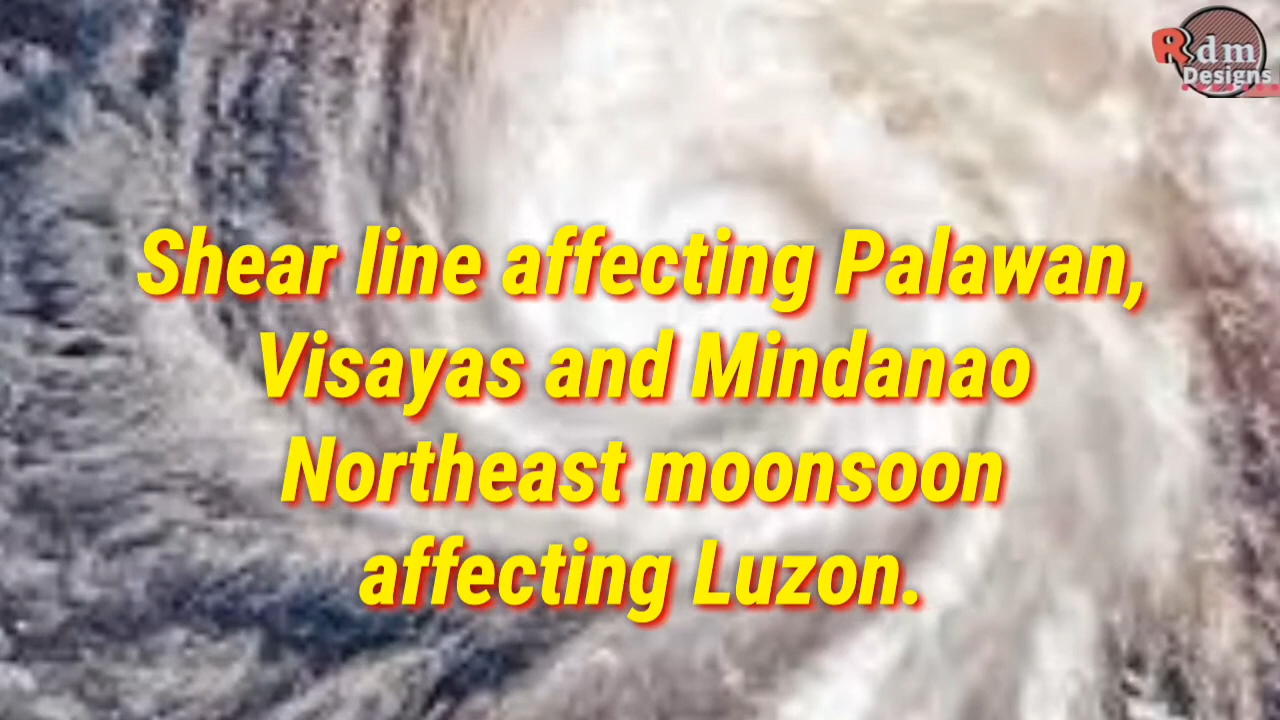 Rdm
Designs
Shear line affecting Palawan,
Visayas and Mindanao
Northeast moonsoon
affecting Luzon.